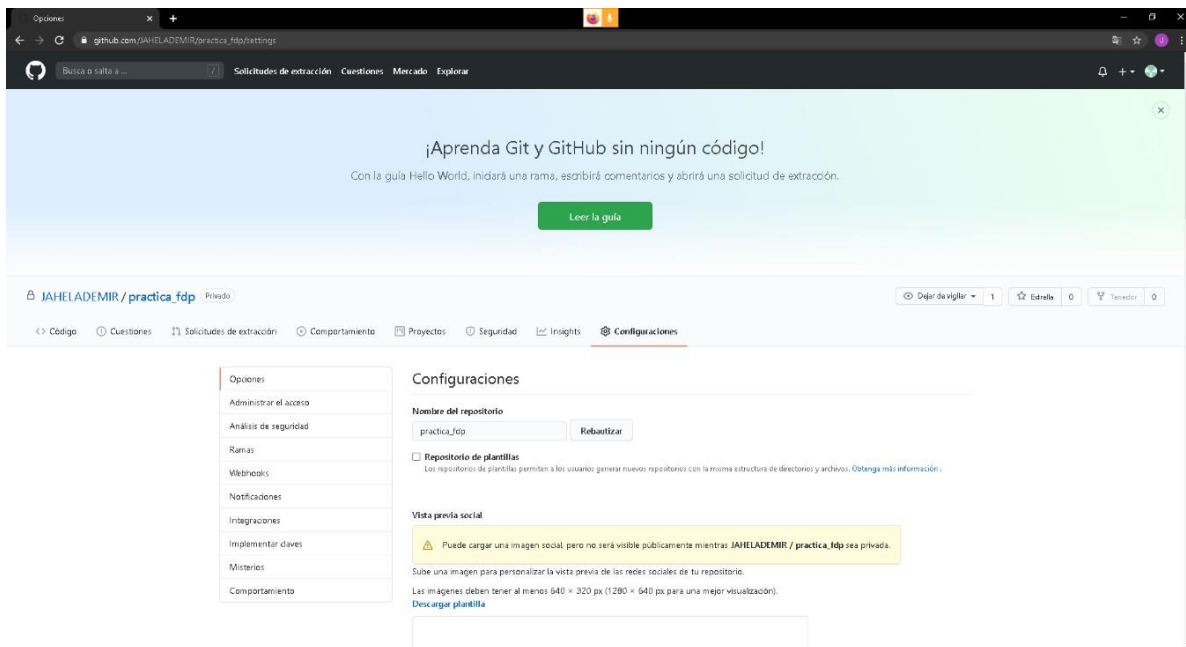 Opciones
github.com/JAHELADEMIR/practica_fdp/settings
Busca o salta a ...
/
Solicitudes de extracción Cuestiones Mercado Explorar
¡Aprenda Git y GitHub sin ningún código!
Con la guía Hello World, iniciará una rama, escribirá comentarios y abrirá una solicitud de extracción.
Leer la guía
JAHELADEMIR / practica_fdp Privado
Dejar de vigilar 1 Estrella 0 Tenedor 0
Código Cuestiones Solicitudes de extracción Comportamiento Proyectos Seguridad Insights Configuraciones
Opciones
Administrar el acceso
Análisis de seguridad
Ramas
Webhooks
Notificaciones
Integraciones
Implementar claves
Misterios
Comportamiento
Configuraciones
Nombre del repositorio
practica_fdp Rebautizar
Repositorio de plantillas
Los repositorios de plantillas permiten a los usuarios generar nuevos repositorios con la misma estructura de directorios y archivos. Obtenga más información .
Vista previa social
Puede cargar una imagen social, pero no será visible públicamente mientras JAHELADEMIR / practica_fdp sea privada.
Sube una imagen para personalizar la vista previa de las redes sociales de tu repositorio.
Las imágenes deben tener al menos 640 × 320 px (1280 × 640 px para una mejor visualización).
Descargar plantilla